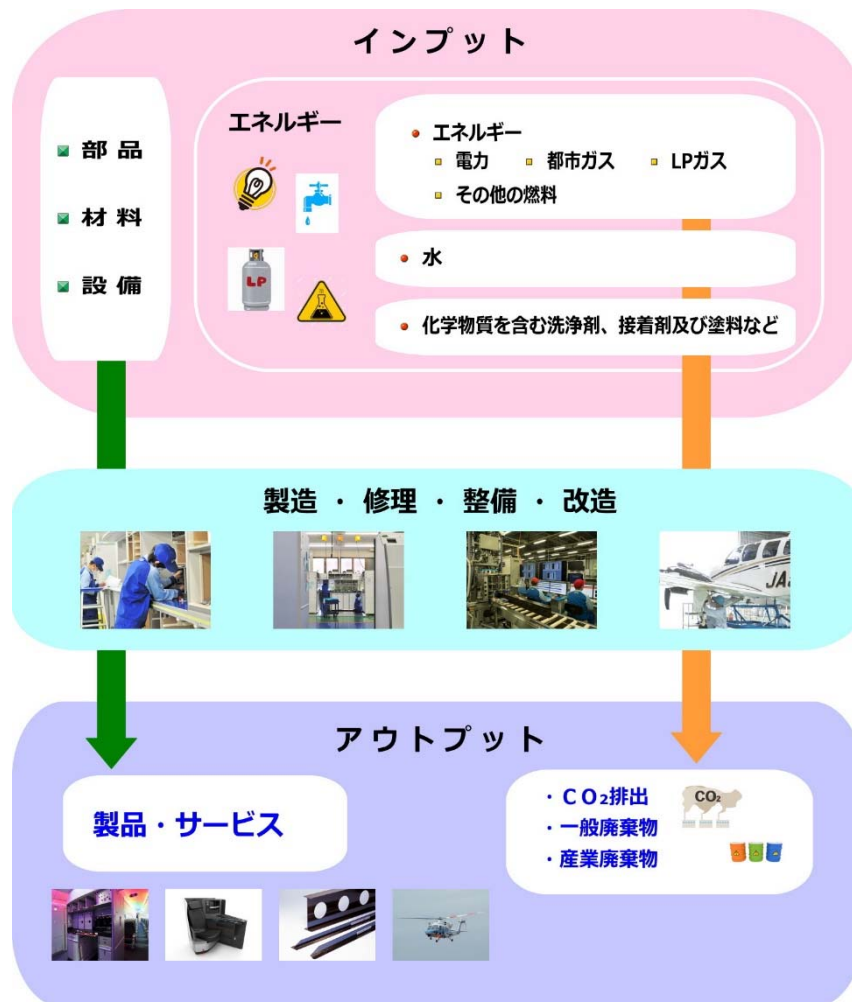 インプット
部品
材料
設備
エネルギー
LP
エネルギー
電力 都市ガス LPガス
その他の燃料
水
化学物質を含む洗浄剤、接着剤及び塗料など
製造・修理・整備・改造
アウトプット
製品・サービス
・CO₂排出
CO₂
・一般廃棄物
・産業廃棄物